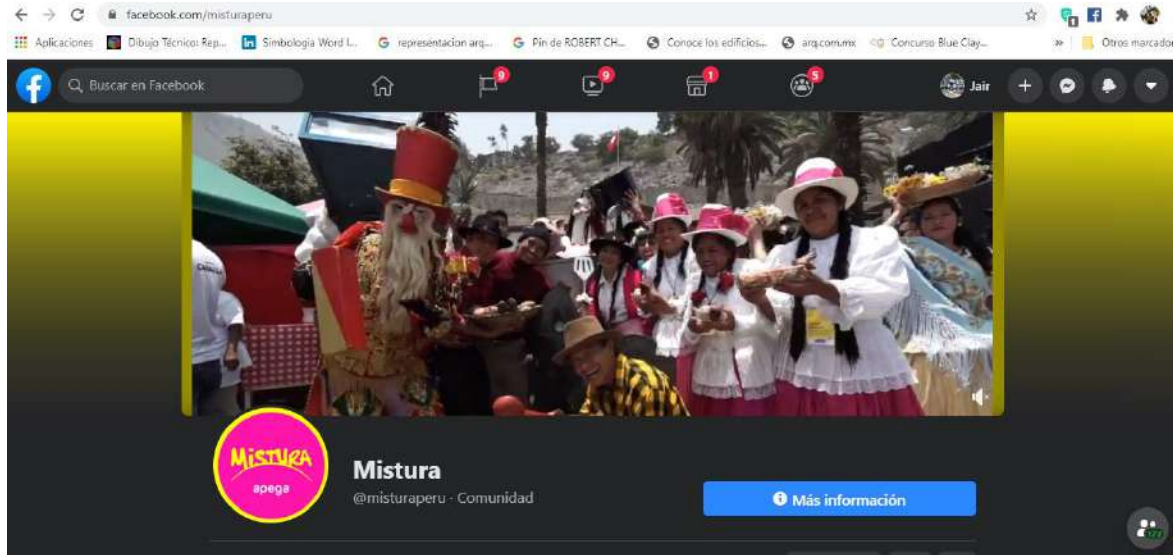 facebook.com/misturaperu
Aplicaciones Dibujo Técnico: Rep... Simbologia Word I... representacion arq... Pin de ROBERT CH... Conoce los edificios... arq.com.mx Concurso Blue Clay... » Otros marcador
Buscar en Facebook 9 9 1 5 Jair
MISTURA
apega
Mistura
@misturaperu · Comunidad
Más información